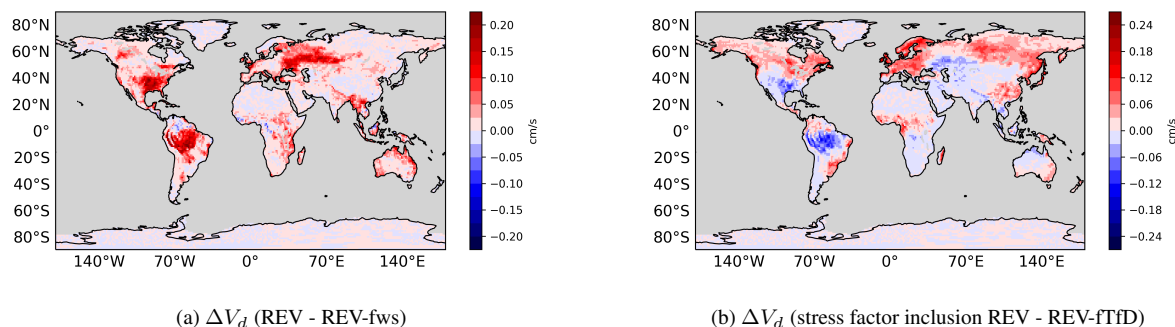 80°N
60°N
40°N
20°N
0°
20°S
40°S
60°S
80°S
140°W 70°W 0° 70°E 140°E
0.20
0.15
0.10
0.05
0.00
−0.05
−0.10
−0.15
−0.20
cm/s
(a) ΔV_d (REV - REV-fws)
80°N
60°N
40°N
20°N
0°
20°S
40°S
60°S
80°S
140°W 70°W 0° 70°E 140°E
0.24
0.18
0.12
0.06
0.00
−0.06
−0.12
−0.18
−0.24
cm/s
(b) ΔV_d (stress factor inclusion REV - REV-fTfD)